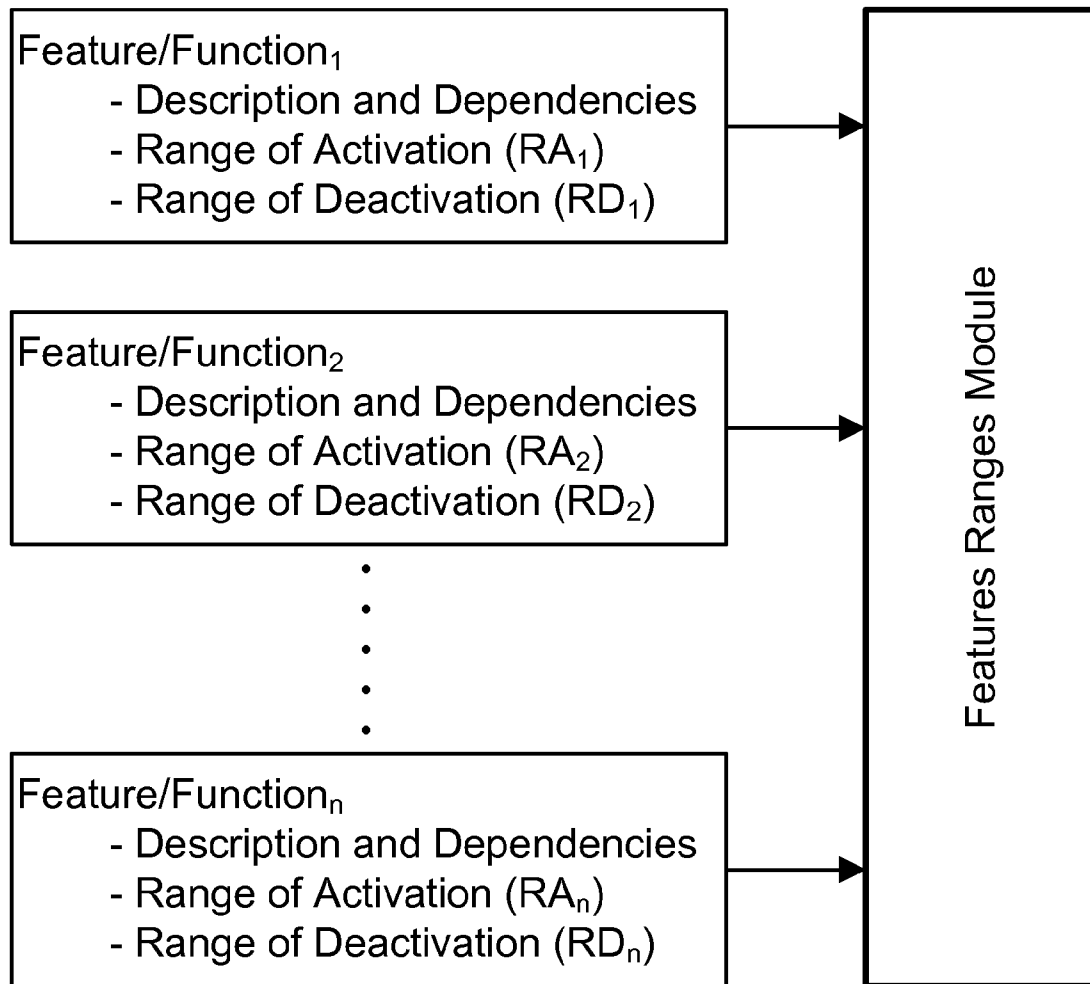 Feature/Function₁
- Description and Dependencies
- Range of Activation (RA₁)
- Range of Deactivation (RD₁)
Feature/Function₂
- Description and Dependencies
- Range of Activation (RA₂)
- Range of Deactivation (RD₂)
Feature/Functionₙ
- Description and Dependencies
- Range of Activation (RAₙ)
- Range of Deactivation (RDₙ)
Features Ranges Module